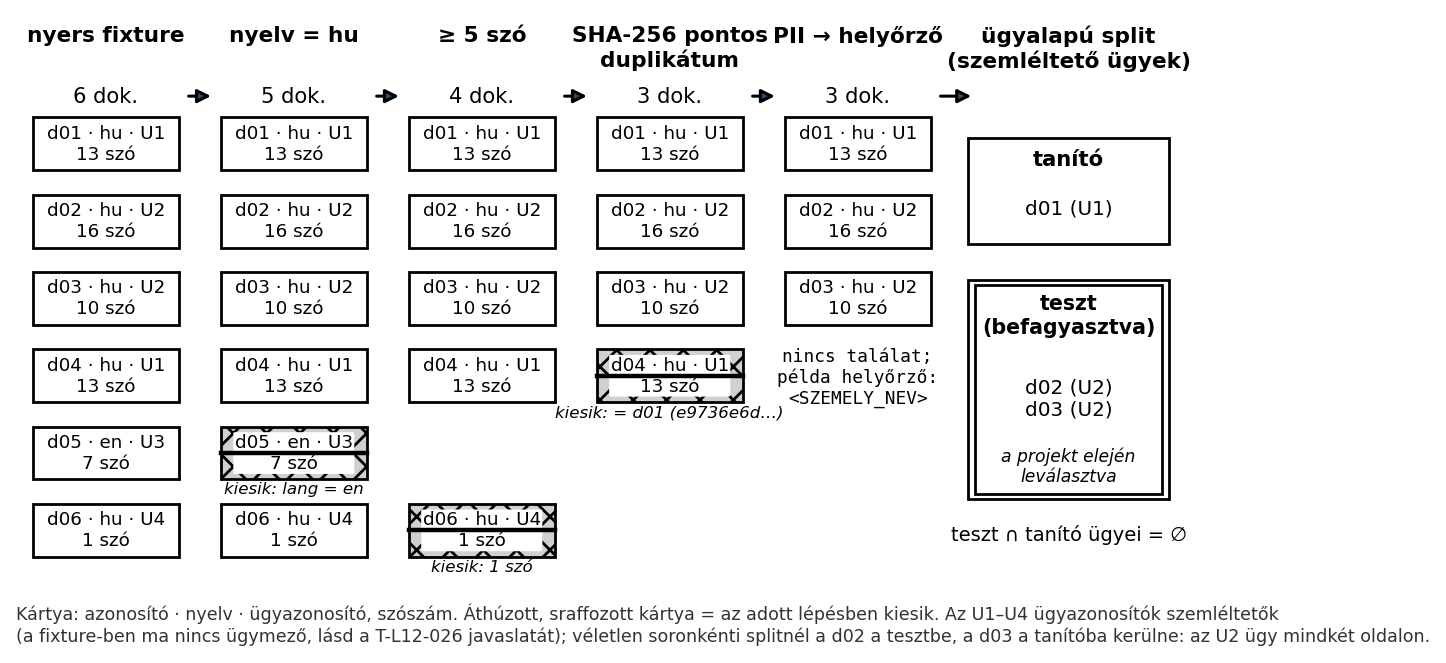 nyers fixture
nyelv = hu
≥ 5 szó
SHA-256 pontos
duplikátum
PII → helyőrző
ügyalapú split
(szemléltető ügyek)
6 dok.
5 dok.
4 dok.
3 dok.
3 dok.
d01 · hu · U1
13 szó
d02 · hu · U2
16 szó
d03 · hu · U2
10 szó
d04 · hu · U1
13 szó
d05 · en · U3
7 szó
d06 · hu · U4
1 szó
d01 · hu · U1
13 szó
d02 · hu · U2
16 szó
d03 · hu · U2
10 szó
d04 · hu · U1
13 szó
d05 · en · U3
7 szó
kiesik: lang = en
d06 · hu · U4
1 szó
d01 · hu · U1
13 szó
d02 · hu · U2
16 szó
d03 · hu · U2
10 szó
d04 · hu · U1
13 szó
d06 · hu · U4
1 szó
kiesik: 1 szó
d01 · hu · U1
13 szó
d02 · hu · U2
16 szó
d03 · hu · U2
10 szó
d04 · hu · U1
13 szó
kiesik: = d01 (e9736e6d…)
d01 · hu · U1
13 szó
d02 · hu · U2
16 szó
d03 · hu · U2
10 szó
nincs találat;
példa helyőrző:
<SZEMELY_NEV>
tanító
d01 (U1)
teszt
(befagyasztva)
d02 (U2)
d03 (U2)
a projekt elején
leválasztva
teszt ∩ tanító ügyei = ∅
Kártya: azonosító · nyelv · ügyazonosító, szószám. Áthúzott, sraffozott kártya = az adott lépésben kiesik. Az U1–U4 ügyazonosítók szemléltetők
(a fixture-ben ma nincs ügymező, lásd a T-L12-026 javaslatát); véletlen soronkénti splitnél a d02 a tesztbe, a d03 a tanítóba kerülne: az U2 ügy mindkét oldalon.